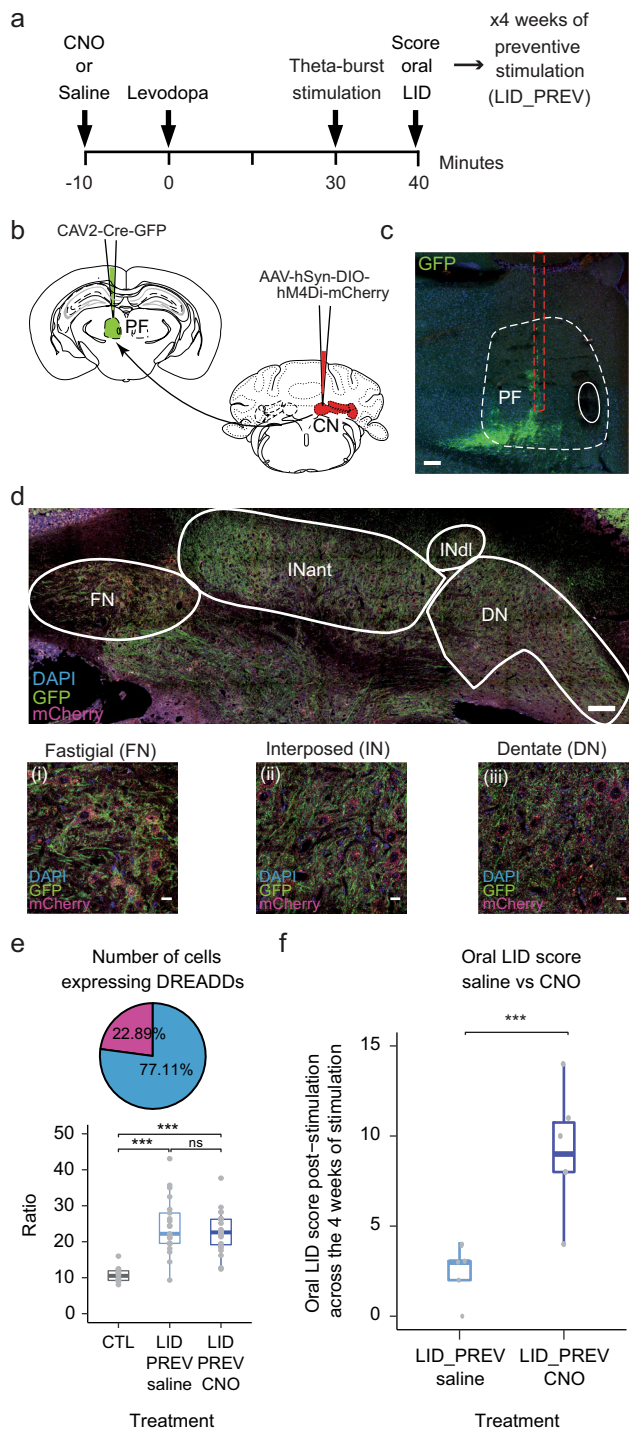 a
CNO
or
Saline
Levodopa
Theta-burst
stimulation
Score
oral
LID
x4 weeks of
preventive
stimulation
(LID_PREV)
-10
0
30
40
Minutes
b
CAV2-Cre-GFP
PF
AAV-hSyn-DIO-
hM4Di-mCherry
CN
c
GFP
PF
d
FN
INant
INdl
DN
DAPI
GFP
mCherry
Fastigial (FN)
Interposed (IN)
Dentate (DN)
(i)
DAPI
GFP
mCherry
(ii)
DAPI
GFP
mCherry
(iii)
DAPI
GFP
mCherry
e
Number of cells
expressing DREADDs
22.89%
77.11%
***
***
ns
50
40
30
20
10
0
Ratio
CTL
LID
PREV
saline
LID
PREV
CNO
Treatment
f
Oral LID score
saline vs CNO
***
15
10
5
0
Oral LID score post-stimulation
across the 4 weeks of stimulation
LID_PREV
saline
LID_PREV
CNO
Treatment